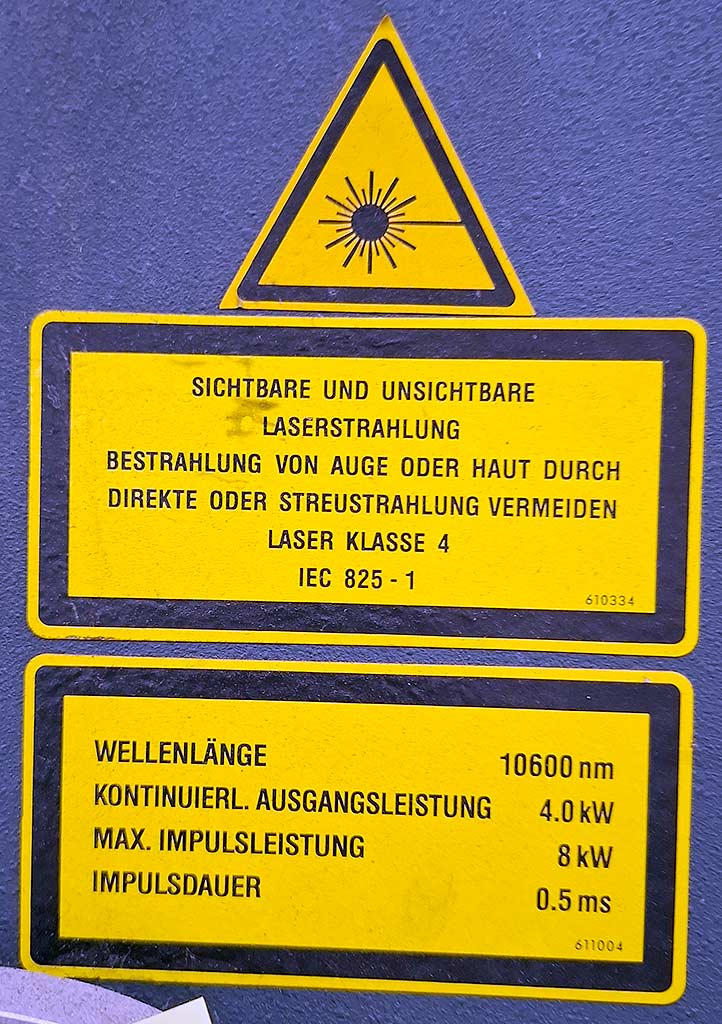 SICHTBARE UND UNSICHTBARE
LASERSTRAHLUNG
BESTRAHLUNG VON AUGE ODER HAUT DURCH
DIREKTE ODER STREUSTRAHLUNG VERMEIDEN
LASER KLASSE 4
IEC 825 - 1
610334
WELLENLÄNGE 10600 nm
KONTINUIERL. AUSGANGSLEISTUNG 4.0 kW
MAX. IMPULSLEISTUNG 8 kW
IMPULSDAUER 0.5 ms
611004